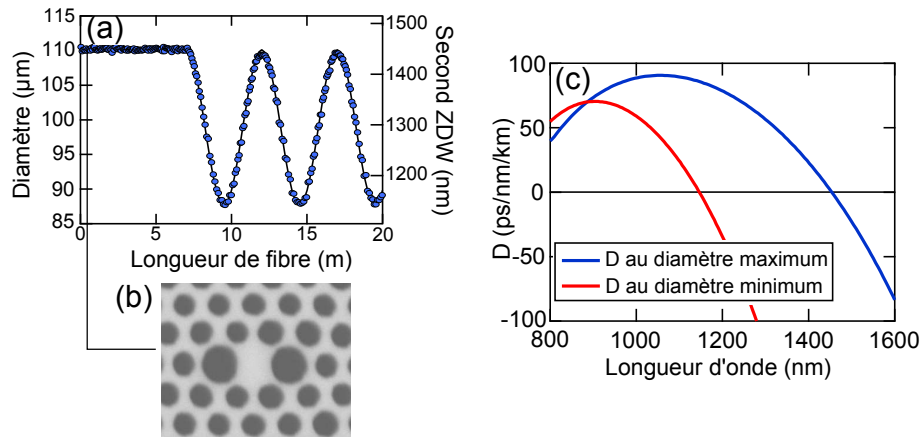 (a)
115
110
105
100
95
90
85
Diamètre (µm)
1500
1400
1300
1200
Second ZDW (nm)
0
5
10
15
20
Longueur de fibre (m)
(b)
(c)
100
50
0
-50
-100
D (ps/nm/km)
D au diamètre maximum
D au diamètre minimum
800
1000
1200
1400
1600
Longueur d'onde (nm)